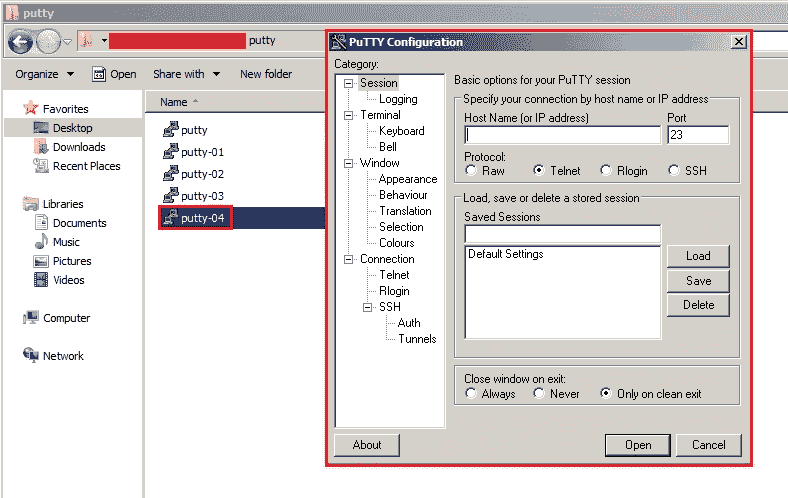 putty
putty
Organize
Open
Share with
New folder
Favorites
Desktop
Downloads
Recent Places
Libraries
Documents
Music
Pictures
Videos
Computer
Network
Name
putty
putty-01
putty-02
putty-03
putty-04
PuTTY Configuration
Category:
Session
Logging
Terminal
Keyboard
Bell
Window
Appearance
Behaviour
Translation
Selection
Colours
Connection
Telnet
Rlogin
SSH
Auth
Tunnels
Basic options for your PuTTY session
Specify your connection by host name or IP address
Host Name (or IP address)
Port
23
Protocol:
Raw
Telnet
Rlogin
SSH
Load, save or delete a stored session
Saved Sessions
Default Settings
Load
Save
Delete
Close window on exit:
Always
Never
Only on clean exit
About
Open
Cancel